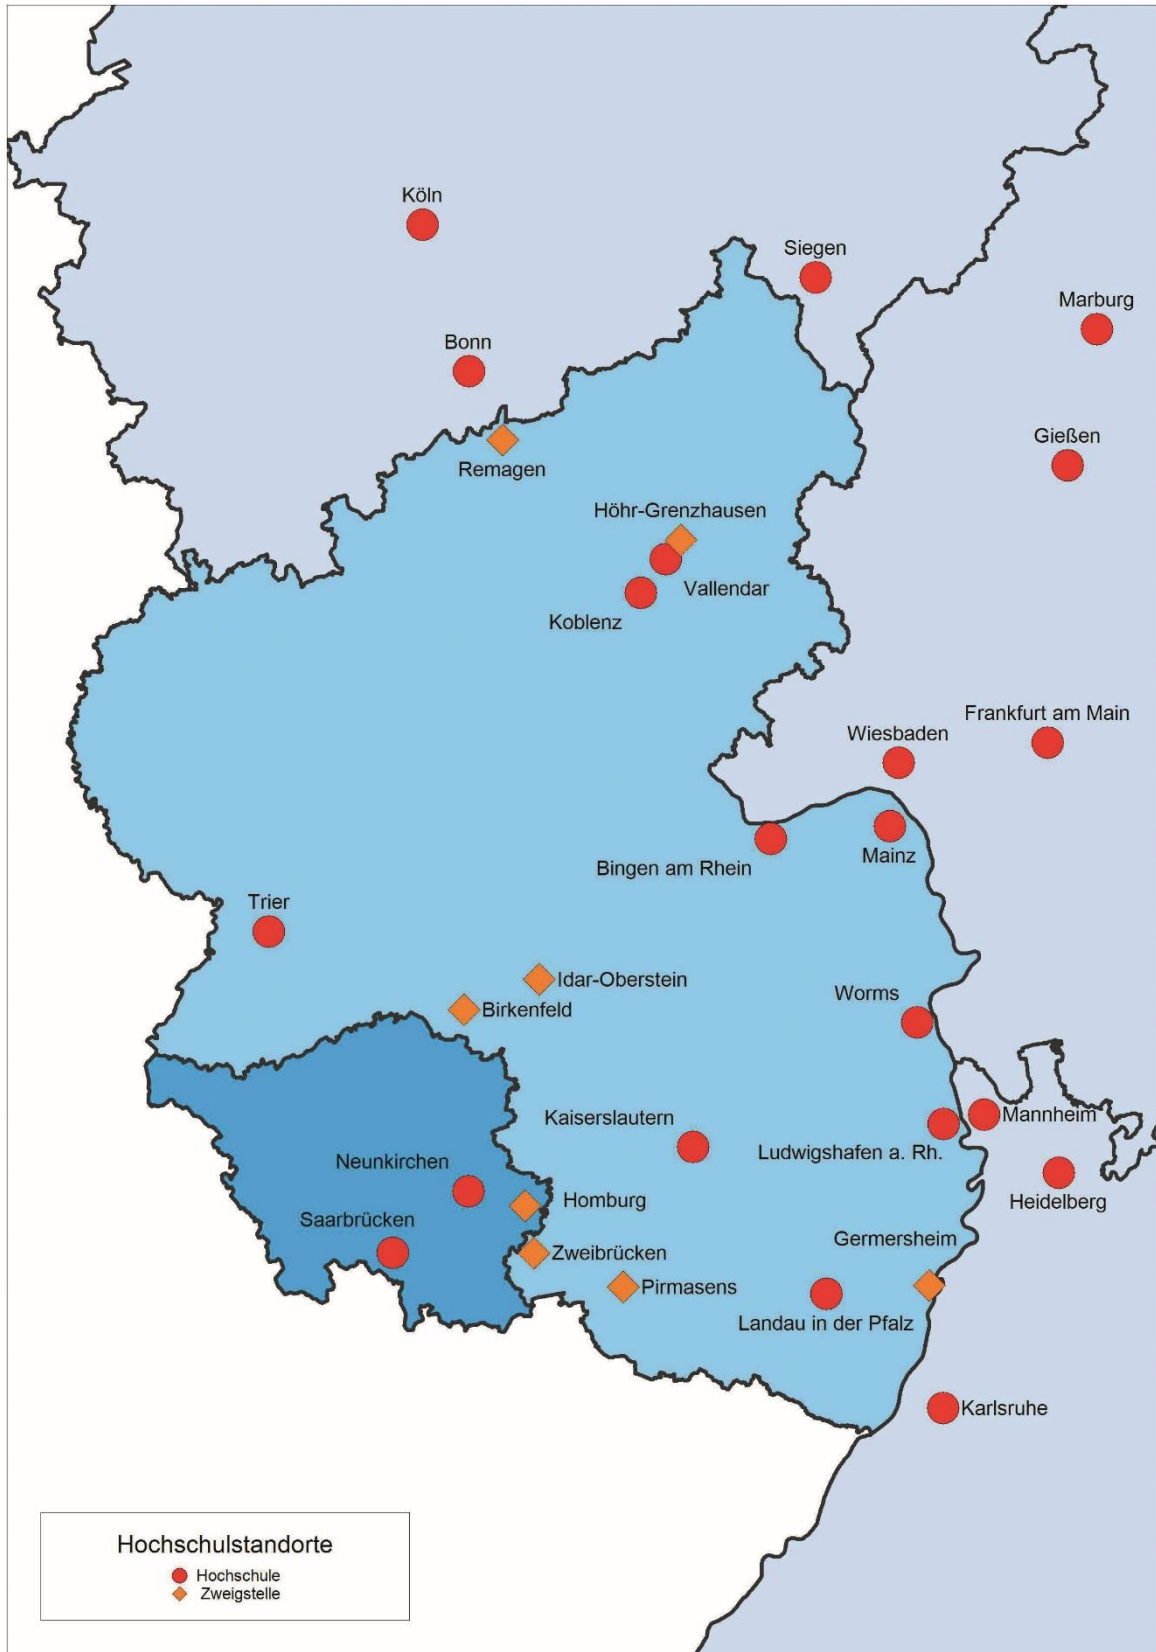 Köln
Siegen
Marburg
Bonn
Gießen
Remagen
Höhr-Grenzhausen
Vallendar
Koblenz
Frankfurt am Main
Wiesbaden
Mainz
Bingen am Rhein
Trier
Idar-Oberstein
Worms
Birkenfeld
Kaiserslautern
Mannheim
Ludwigshafen a. Rh.
Neunkirchen
Homburg
Heidelberg
Saarbrücken
Germersheim
Zweibrücken
Pirmasens
Landau in der Pfalz
Karlsruhe
Hochschulstandorte
Hochschule
Zweigstelle